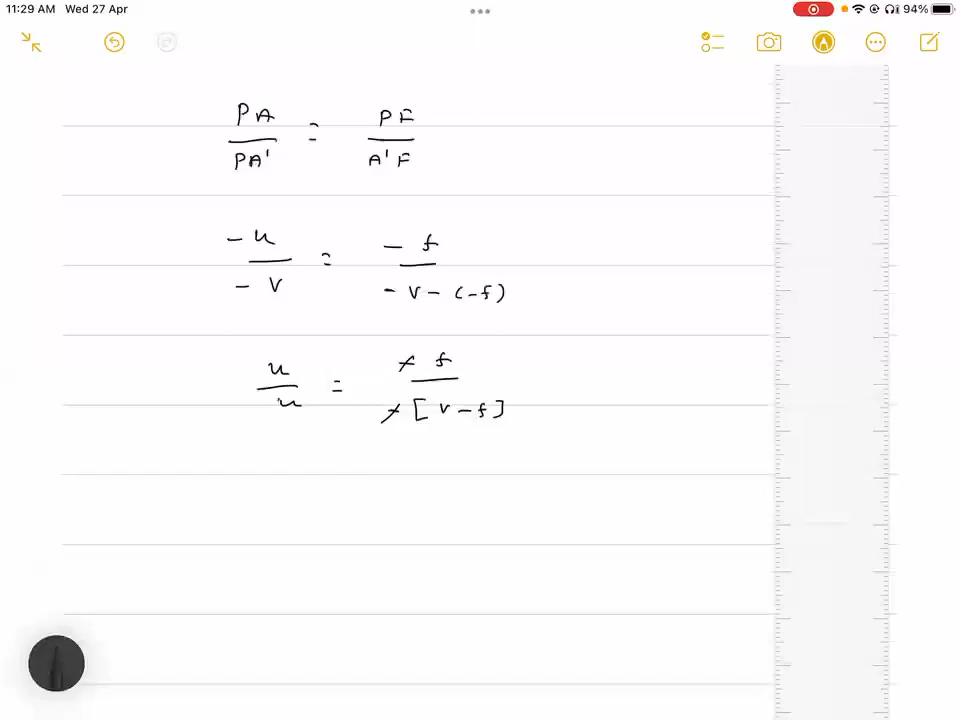 11:29 AM Wed 27 Apr 94%
PA / PA' = PF / A'F
-u / -v = -f / -v-(-f)
u / u = -f / -[v-f]